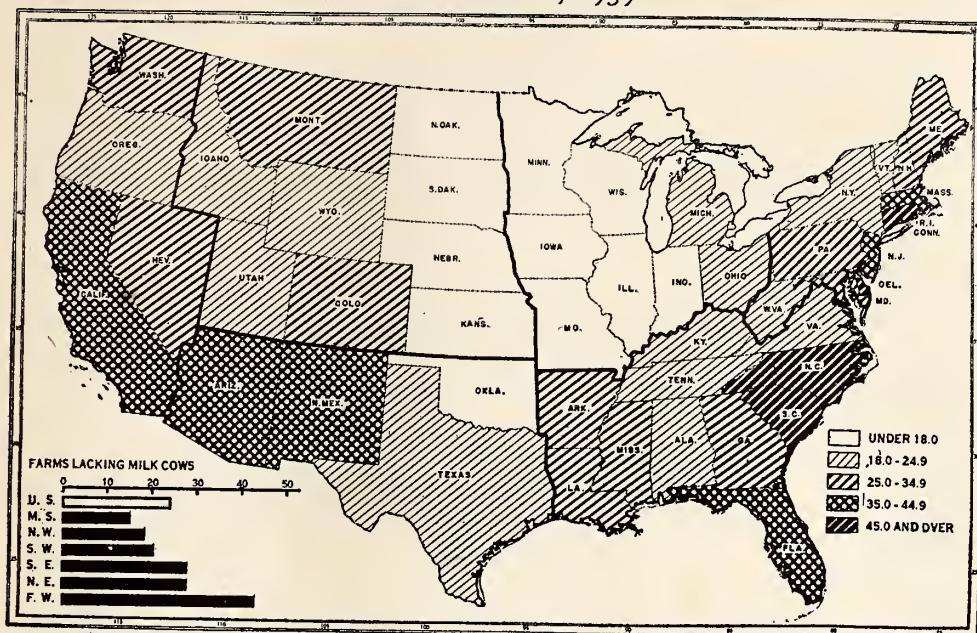 120 115
WASH.
MONT.
N.DAK.
MINN.
ME.
OREG.
IDAHO
S.DAK.
WIS.
VT. N.H.
WYO.
MICH.
N.Y.
MASS.
R.I.
CONN.
NEV.
NEBR.
IOWA
PA.
UTAH
COLO.
ILL.
IND.
OHIO
N.J.
CALIF.
KANS.
MO.
W.VA.
DEL.
MD.
KY.
VA.
ARIZ.
N.MEX.
OKLA.
TENN.
N.C.
ARK.
S.C.
TEXAS
MISS.
ALA.
GA.
LA.
FLA.
FARMS LACKING MILK COWS
0 10 20 30 40 50
U. S.
M. S.
N. W.
S. W.
S. E.
N. E.
F. W.
UNDER 18.0
18.0 - 24.9
25.0 - 34.9
35.0 - 44.9
45.0 AND OVER
115